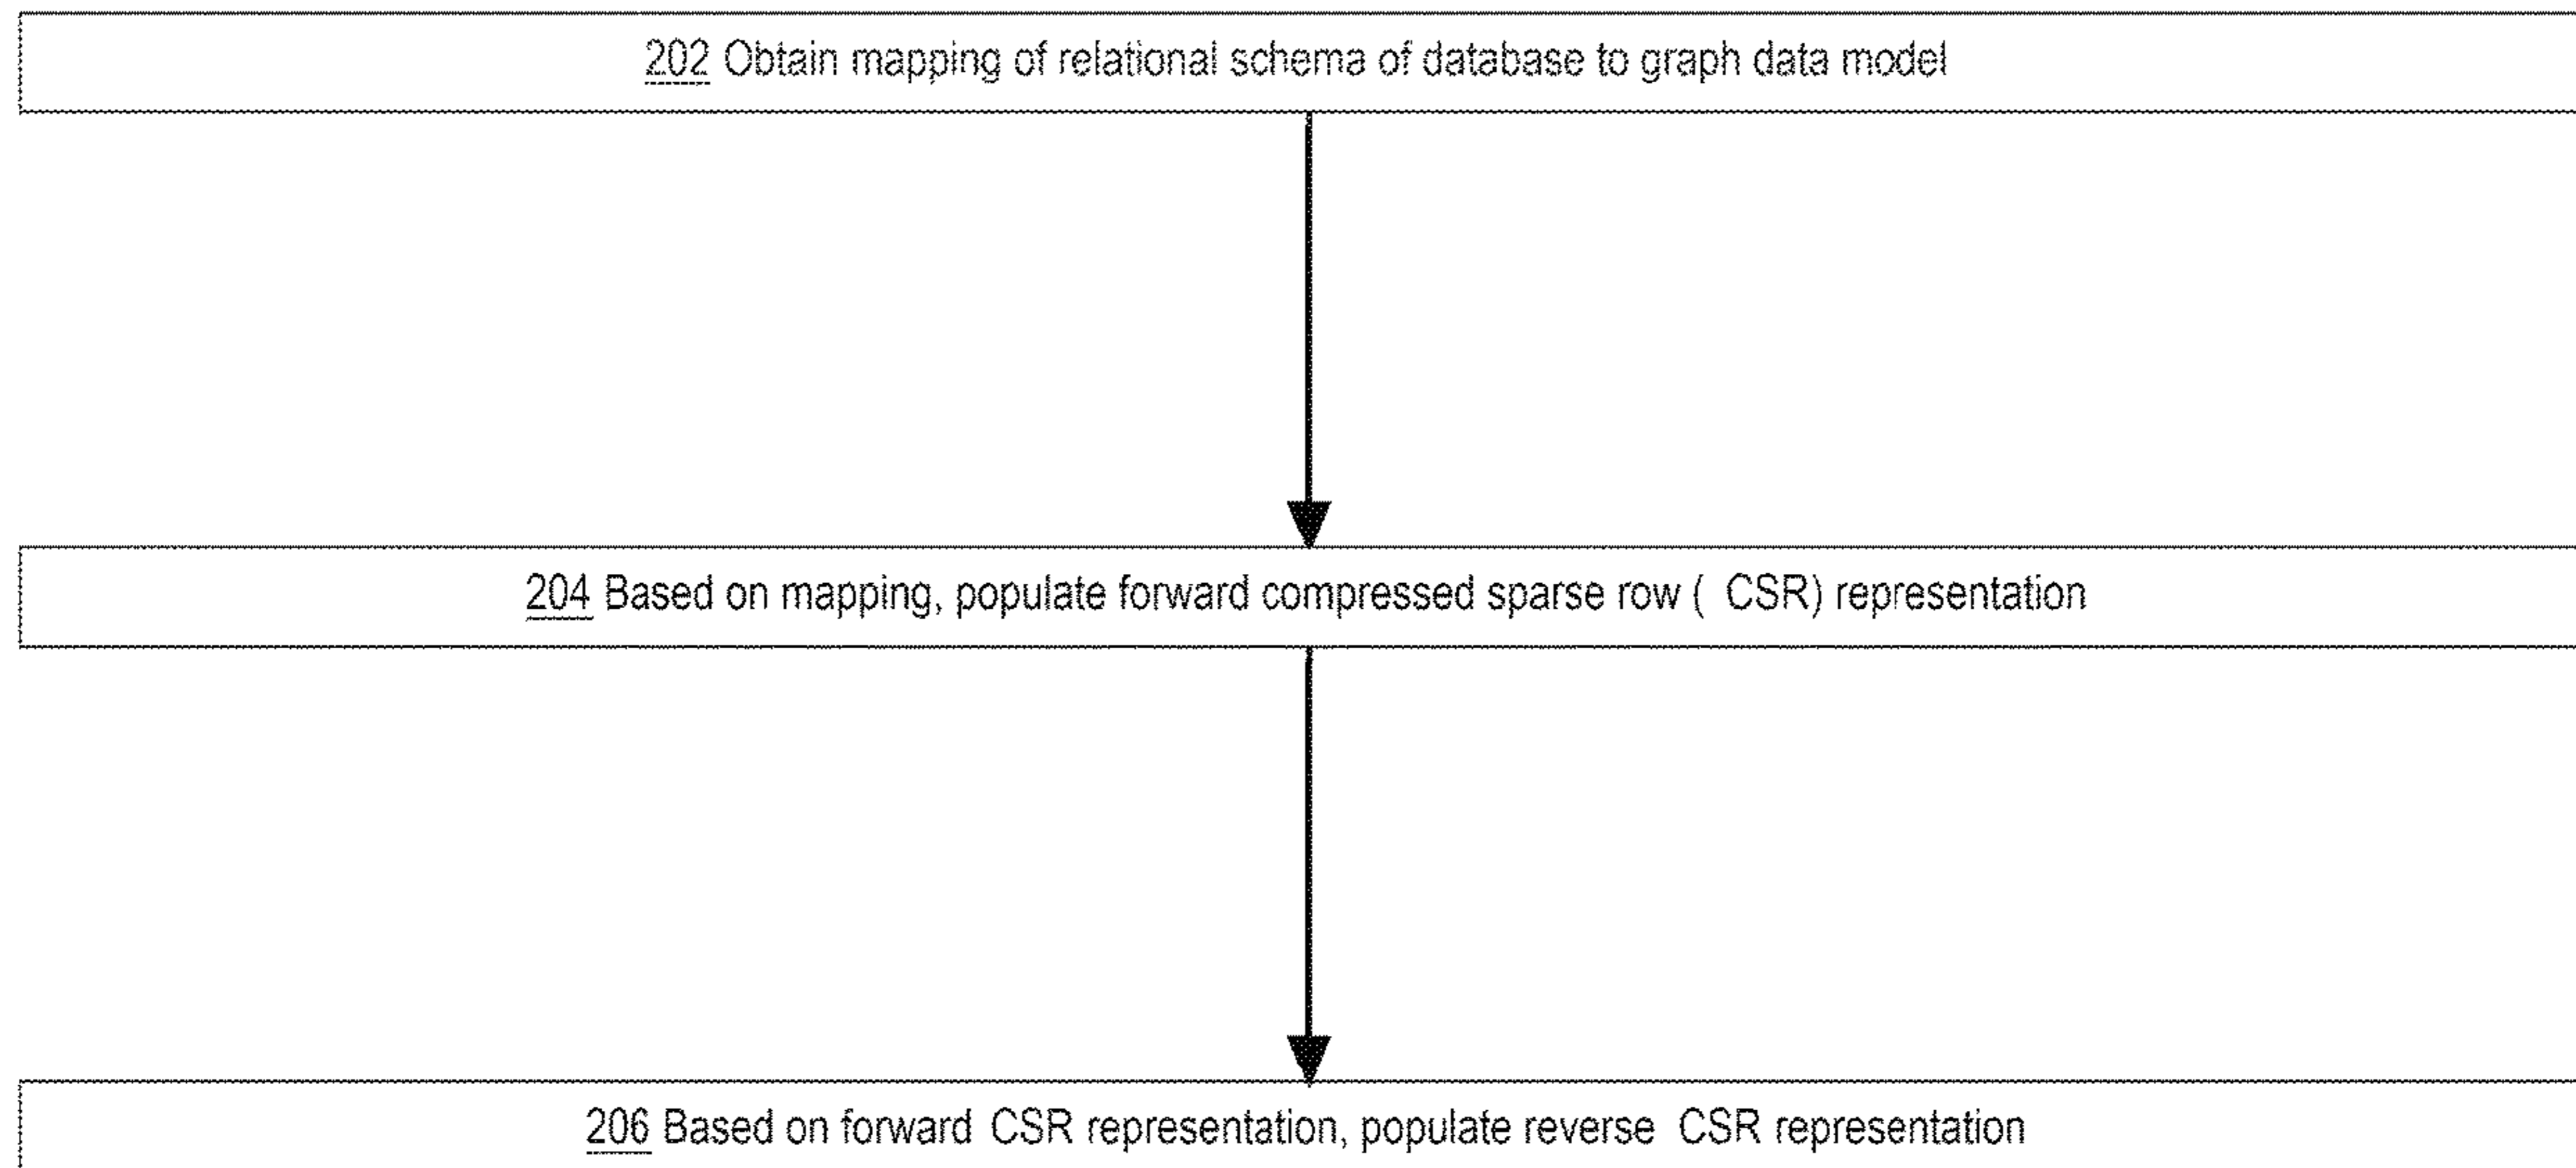 202 Obtain mapping of relational schema of database to graph data model
204 Based on mapping, populate forward compressed sparse row ( CSR) representation
206 Based on forward CSR representation, populate reverse CSR representation